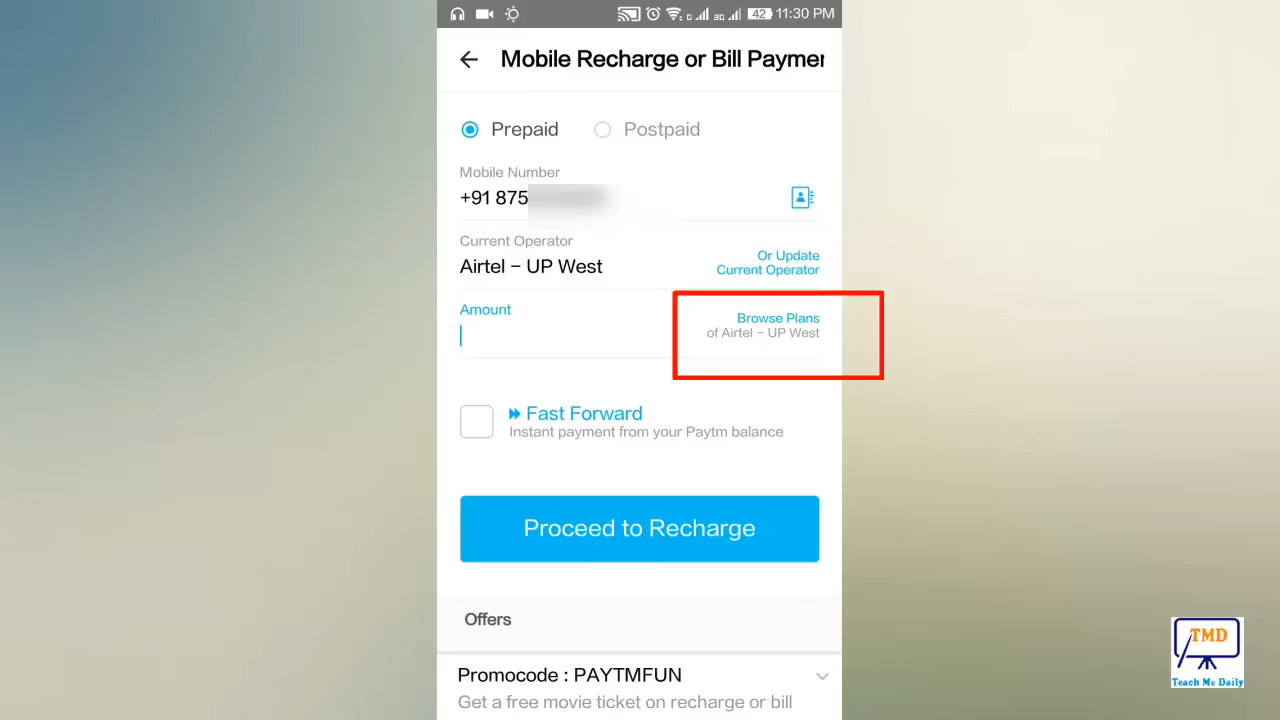 42 11:30 PM
Mobile Recharge or Bill Paymen
Prepaid Postpaid
Mobile Number
+91 875
Current Operator
Airtel – UP West
Or Update
Current Operator
Amount
Browse Plans
of Airtel – UP West
Fast Forward
Instant payment from your Paytm balance
Proceed to Recharge
Offers
Promocode : PAYTMFUN
Get a free movie ticket on recharge or bill
TMD
Teach Me Daily